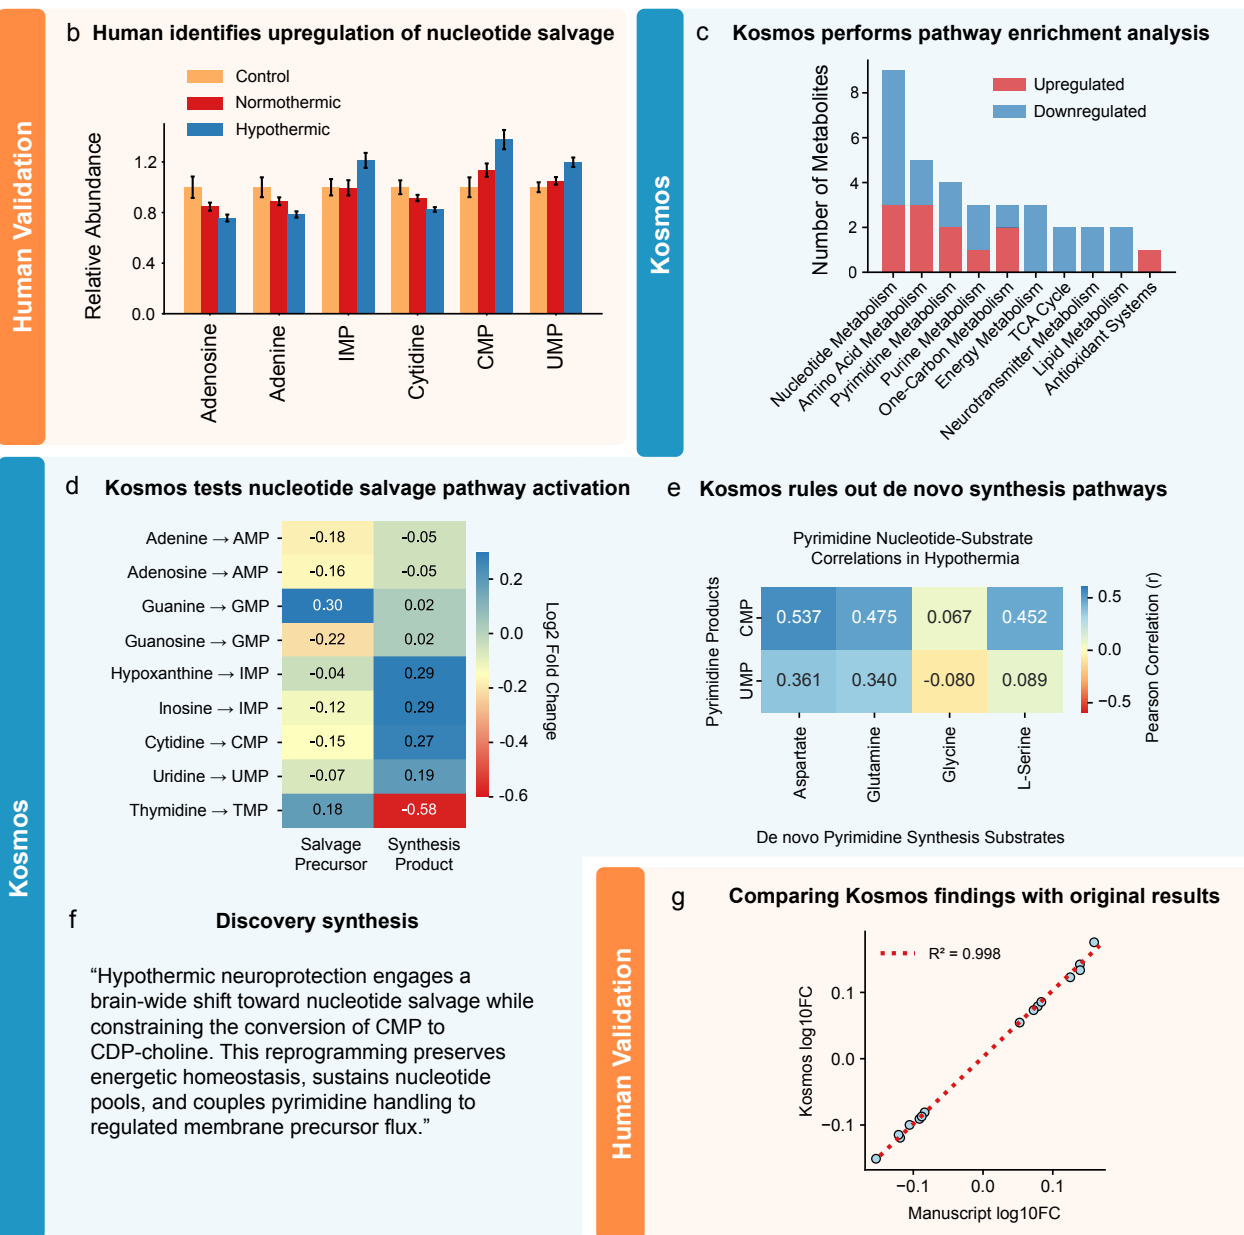 Human Validation
b Human identifies upregulation of nucleotide salvage
Control
Normothermic
Hypothermic
Relative Abundance
1.2
0.8
0.4
0.0
Adenosine
Adenine
IMP
Cytidine
CMP
UMP
Kosmos
c Kosmos performs pathway enrichment analysis
Upregulated
Downregulated
Number of Metabolites
8
6
4
2
0
Nucleotide Metabolism
Amino Acid Metabolism
Pyrimidine Metabolism
Purine Metabolism
One-Carbon Metabolism
Energy Metabolism
TCA Cycle
Neurotransmitter Metabolism
Lipid Metabolism
Antioxidant Systems
Kosmos
d Kosmos tests nucleotide salvage pathway activation
Adenine → AMP -0.18 -0.05
Adenosine → AMP -0.16 -0.05
Guanine → GMP 0.30 0.02
Guanosine → GMP -0.22 0.02
Hypoxanthine → IMP -0.04 0.29
Inosine → IMP -0.12 0.29
Cytidine → CMP -0.15 0.27
Uridine → UMP -0.07 0.19
Thymidine → TMP 0.18 -0.58
Salvage Precursor
Synthesis Product
0.2
0.0
-0.2
-0.4
-0.6
Log2 Fold Change
e Kosmos rules out de novo synthesis pathways
Pyrimidine Nucleotide-Substrate
Correlations in Hypothermia
Pyrimidine Products
CMP 0.537 0.475 0.067 0.452
UMP 0.361 0.340 -0.080 0.089
Aspartate
Glutamine
Glycine
L-Serine
De novo Pyrimidine Synthesis Substrates
0.5
0.0
−0.5
Pearson Correlation (r)
f Discovery synthesis
“Hypothermic neuroprotection engages a
brain-wide shift toward nucleotide salvage while
constraining the conversion of CMP to
CDP-choline. This reprogramming preserves
energetic homeostasis, sustains nucleotide
pools, and couples pyrimidine handling to
regulated membrane precursor flux.”
Human Validation
g Comparing Kosmos findings with original results
R² = 0.998
Kosmos log10FC
0.1
0.0
−0.1
−0.1 0.0 0.1
Manuscript log10FC